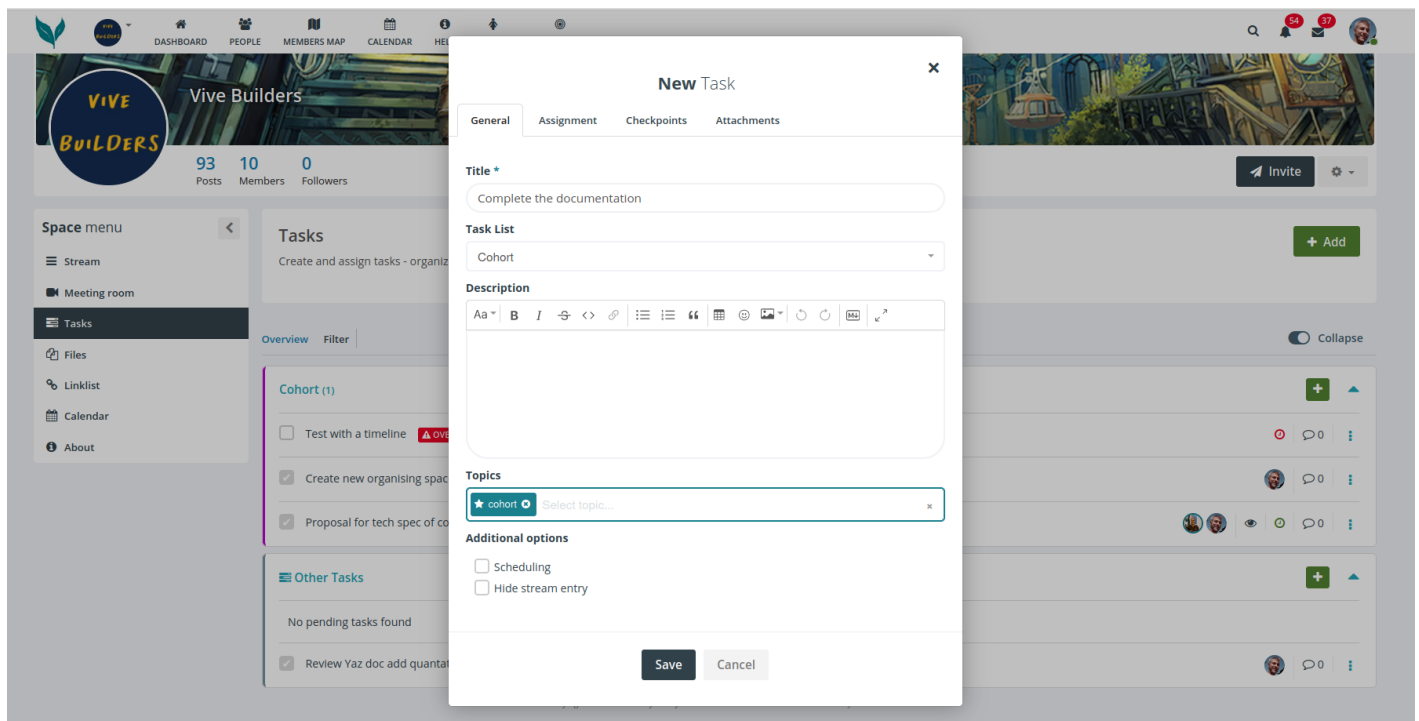 DASHBOARD PEOPLE MEMBERS MAP CALENDAR 54 37
VIVE BUILDERS
Vive Builders
93 Posts 10 Members 0 Followers
Invite
Space menu
Stream
Meeting room
Tasks
Files
Linklist
Calendar
About
Tasks
Create and assign tasks -
+ Add
Overview Filter Collapse
Cohort (1)
Test with a timeline
0
Create new organising
0
Proposal for tech spec of
0
Other Tasks
No pending tasks found
Review Yaz doc add
0
New Task
General Assignment Checkpoints Attachments
Title *
Complete the documentation
Task List
Cohort
Description
Aa B I M↓
Topics
cohort Select topic...
Additional options
Scheduling
Hide stream entry
Save Cancel